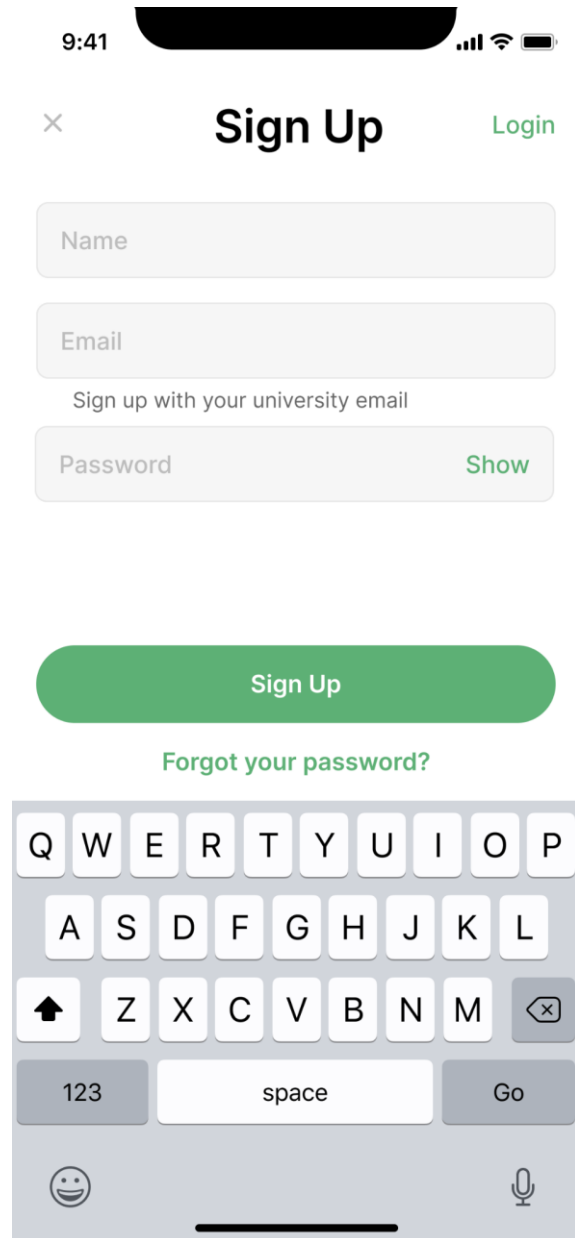 9:41
Sign Up Login
Name
Email
Sign up with your university email
Password Show
Sign Up
Forgot your password?
Q W E R T Y U I O P
A S D F G H J K L
Z X C V B N M
123 space Go